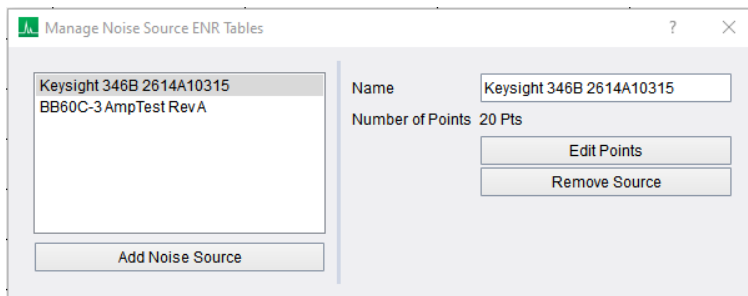 Manage Noise Source ENR Tables
Keysight 346B 2614A10315
BB60C-3 AmpTest RevA
Add Noise Source
Name Keysight 346B 2614A10315
Number of Points 20 Pts
Edit Points
Remove Source